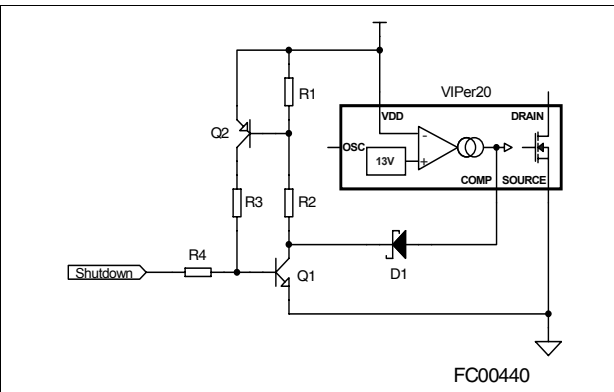 R1
VIPer20
VDD
DRAIN
Q2
-
OSC
13V
+
COMP
SOURCE
R3
R2
R4
Shutdown
Q1
D1
FC00440